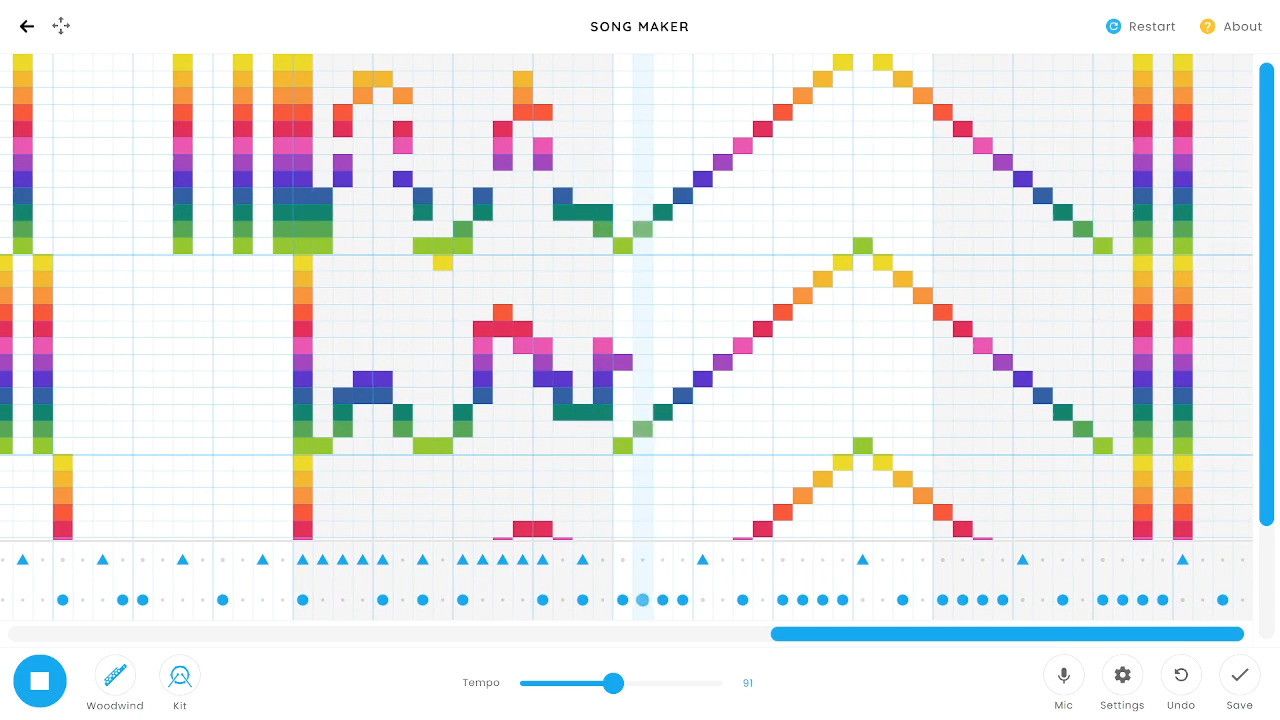 SONG MAKER
Restart
? About
Woodwind
Kit
Tempo
91
Mic
Settings
Undo
Save